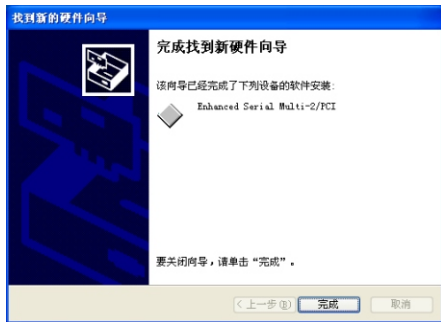 找到新的硬件向导
完成找到新硬件向导
该向导已经完成了下列设备的软件安装:
Enhanced Serial Multi-2/PCI
要关闭向导，请单击“完成”。
<上一步(B)
完成
取消